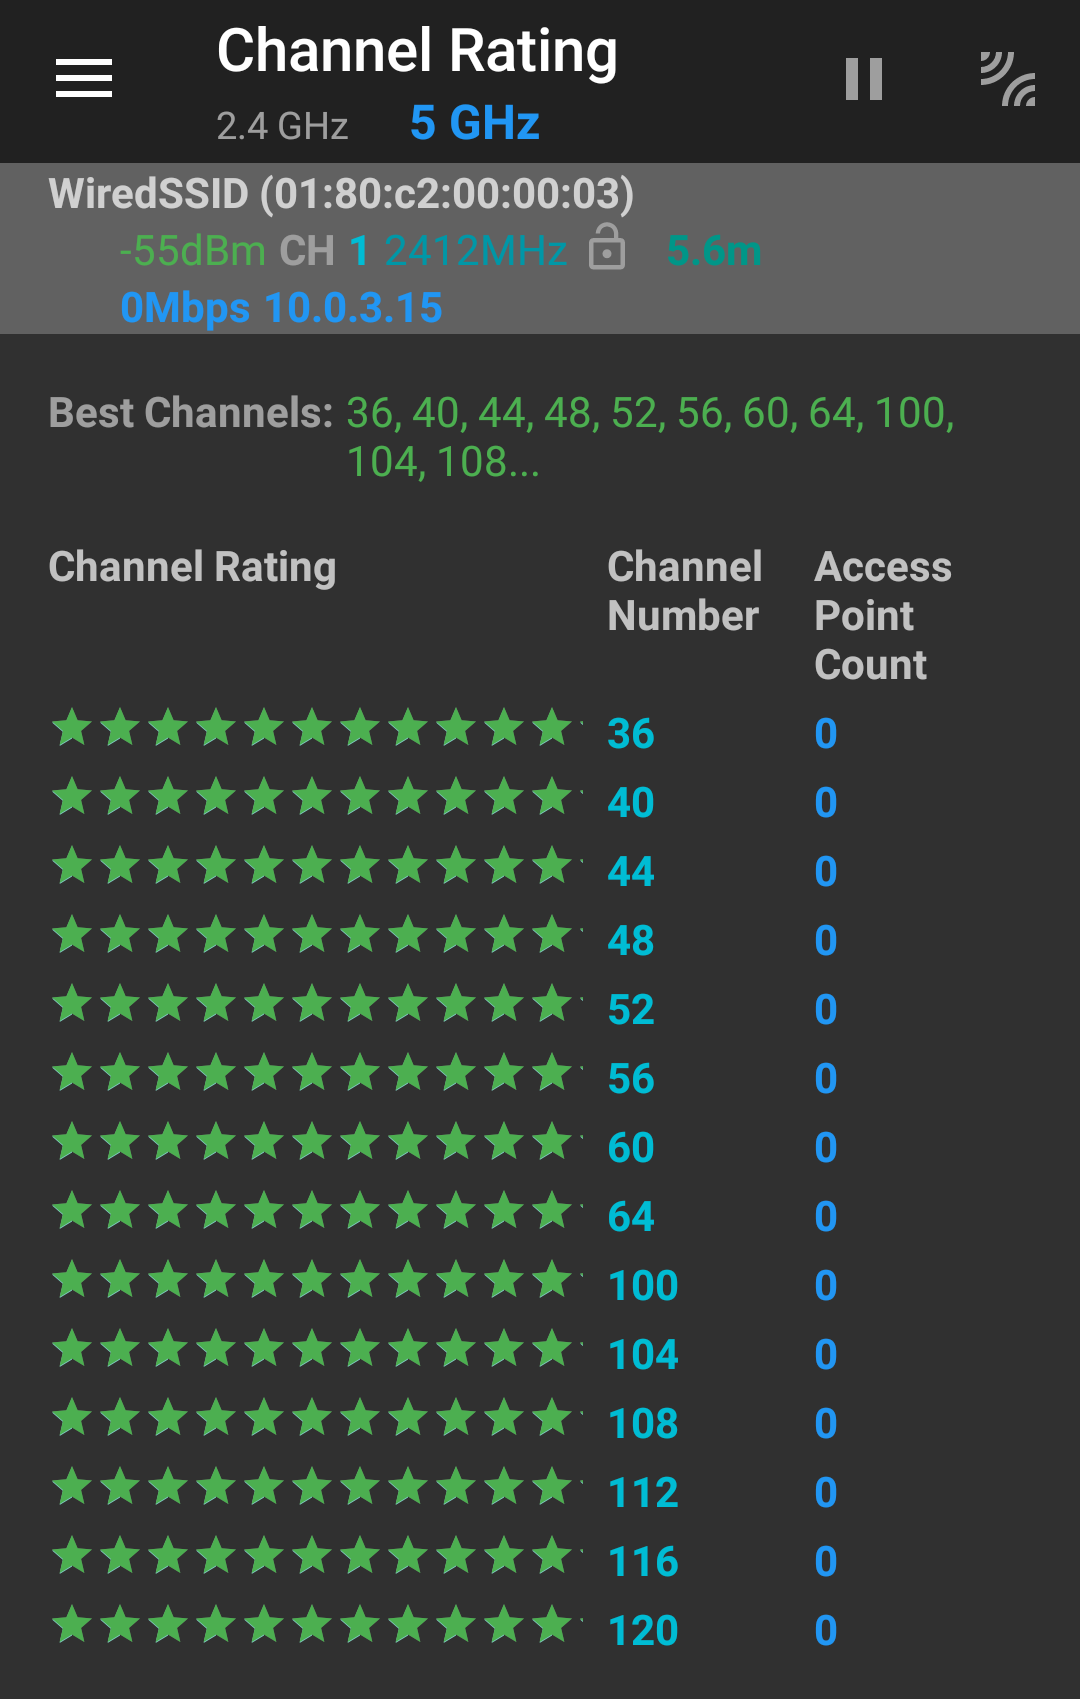 Channel Rating
2.4 GHz 5 GHz
WiredSSID (01:80:c2:00:00:03)
-55dBm CH 1 2412MHz 5.6m
0Mbps 10.0.3.15
Best Channels: 36, 40, 44, 48, 52, 56, 60, 64, 100,
104, 108...
Channel Rating Channel Access
Number Point
Count
36 0
40 0
44 0
48 0
52 0
56 0
60 0
64 0
100 0
104 0
108 0
112 0
116 0
120 0